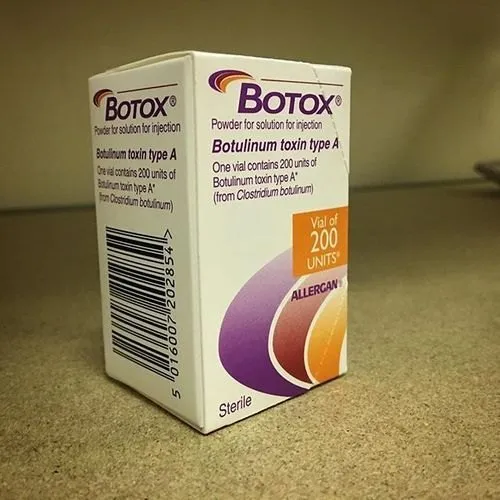 BOTOX®
Powder for solution for injection
Botulinum toxin type A
One vial contains 200 units of
Botulinum toxin type A*
(from Clostridium botulinum)
5 016007 202854 >
BOTOX®
Powder for solution for injection
Botulinum toxin type A
One vial contains 200 units of
Botulinum toxin type A*
(from Clostridium botulinum)
Vial of
200
UNITS*
ALLERGAN
Sterile